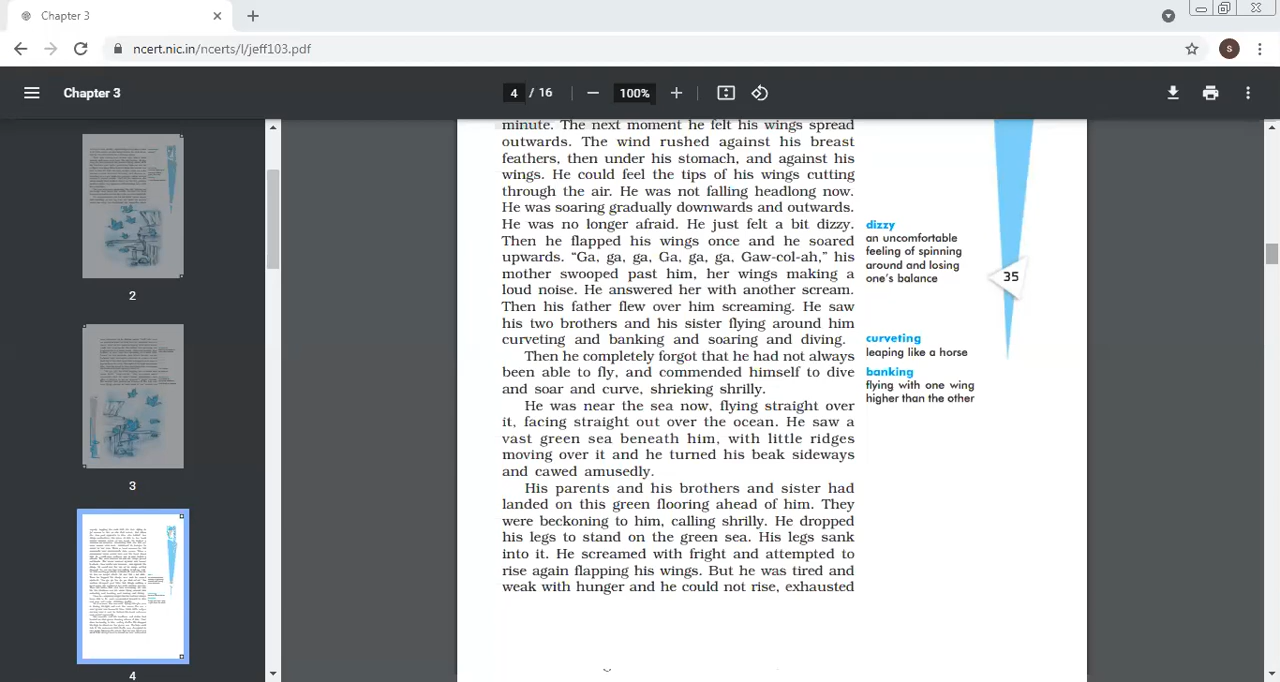 Chapter 3
ncert.nic.in/ncerts/l/jeff103.pdf
S
Chapter 3
4 / 16
100%
2
3
4
minute. The next moment he felt his wings spread
outwards. The wind rushed against his breast
feathers, then under his stomach, and against his
wings. He could feel the tips of his wings cutting
through the air. He was not falling headlong now.
He was soaring gradually downwards and outwards.
He was no longer afraid. He just felt a bit dizzy.
Then he flapped his wings once and he soared
upwards. “Ga, ga, ga, Ga, ga, ga, Gaw-col-ah,” his
mother swooped past him, her wings making a
loud noise. He answered her with another scream.
Then his father flew over him screaming. He saw
his two brothers and his sister flying around him
curveting and banking and soaring and diving.
Then he completely forgot that he had not always
been able to fly, and commended himself to dive
and soar and curve, shrieking shrilly.
He was near the sea now, flying straight over
it, facing straight out over the ocean. He saw a
vast green sea beneath him, with little ridges
moving over it and he turned his beak sideways
and cawed amusedly.
His parents and his brothers and sister had
landed on this green flooring ahead of him. They
were beckoning to him, calling shrilly. He dropped
his legs to stand on the green sea. His legs sank
into it. He screamed with fright and attempted to
rise again flapping his wings. But he was tired and
weak with hunger and he could not rise, exhausted
dizzy
an uncomfortable
feeling of spinning
around and losing
one’s balance
35
curveting
leaping like a horse
banking
flying with one wing
higher than the other